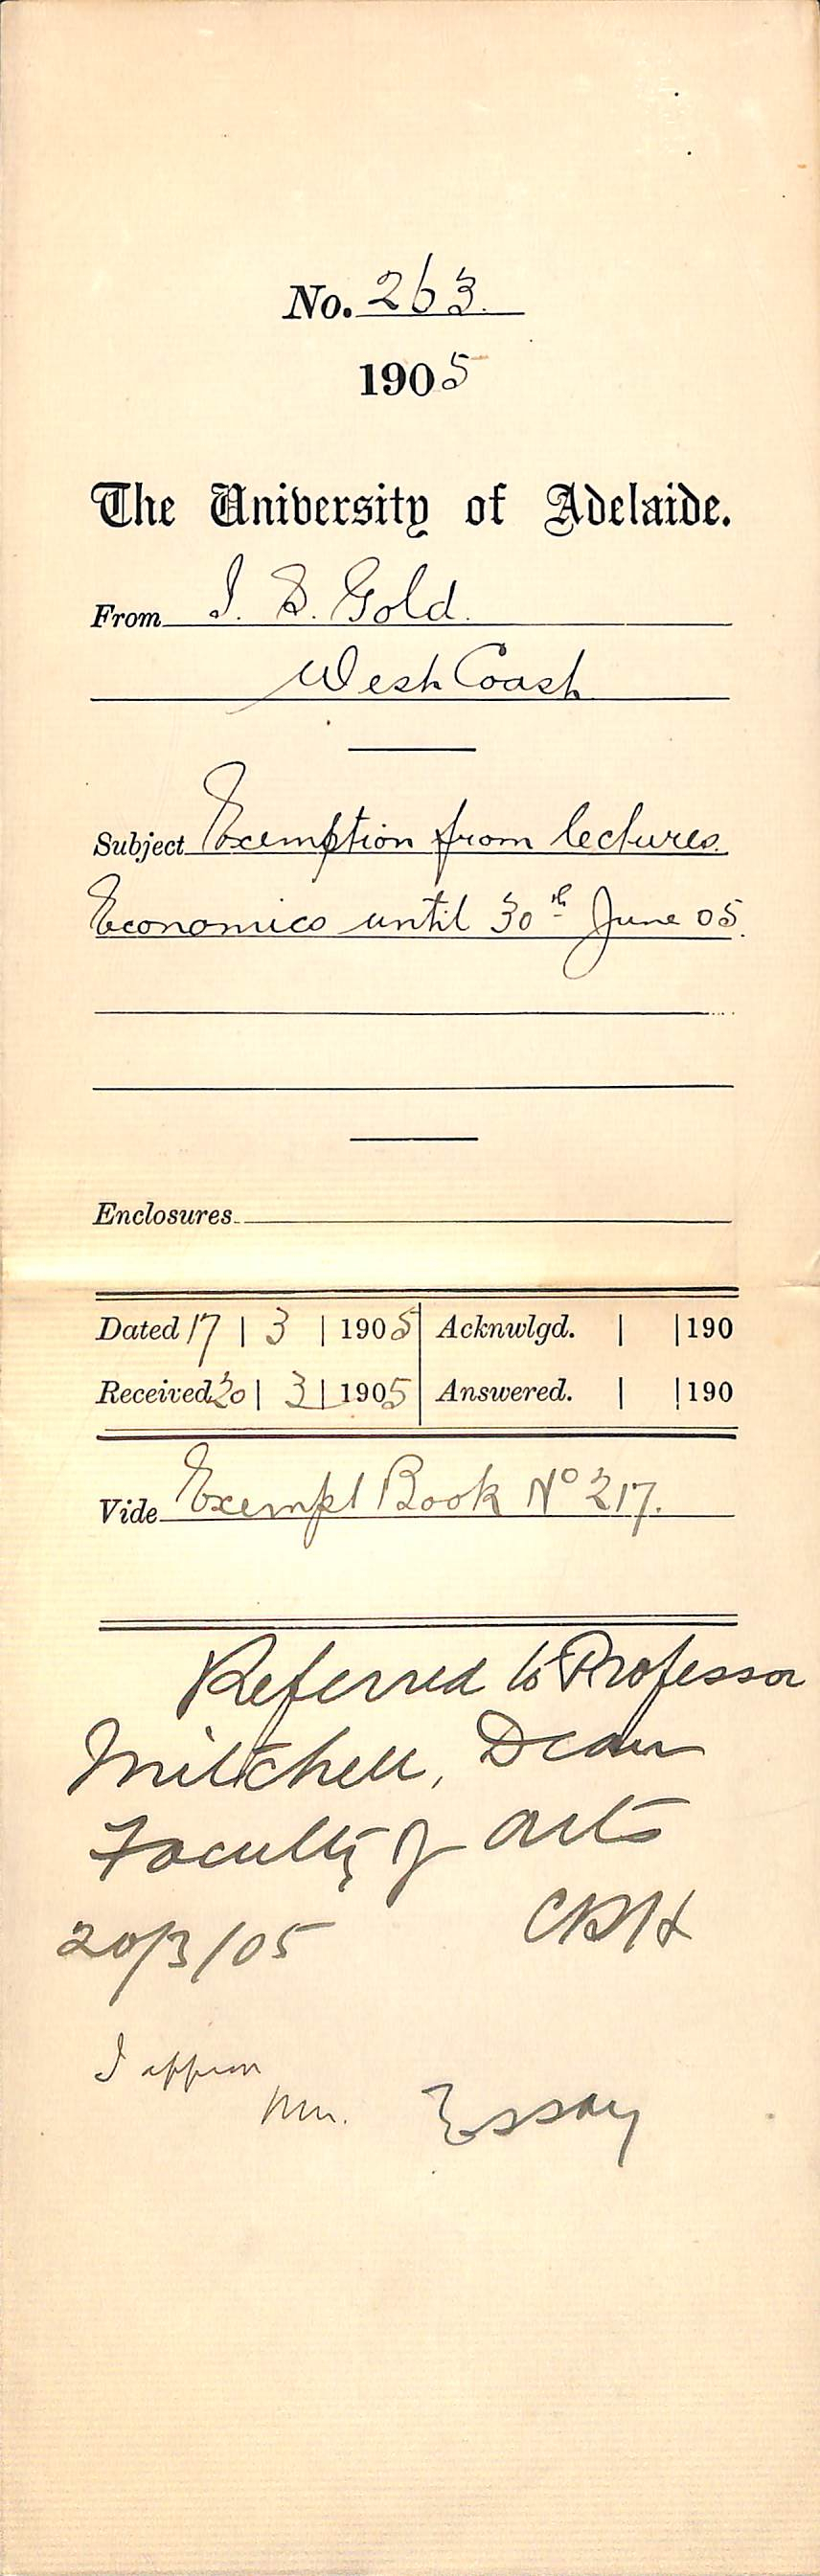 No. 263.
1905
The University of Adelaide.
From I. S. Gold.
West Coast
Subject Exemption from lectures.
Economics until 30th June 05.
Enclosures
Dated 17 | 3 | 1905 | Acknwlgd. | | 190
Received 20 | 3 | 1905 | Answered. | | 190
Vide Exempt Book No 217.
Referred to Professor
Mitchell, Dean
Faculty of Arts
20/3/05 CRH
I approve
Essay